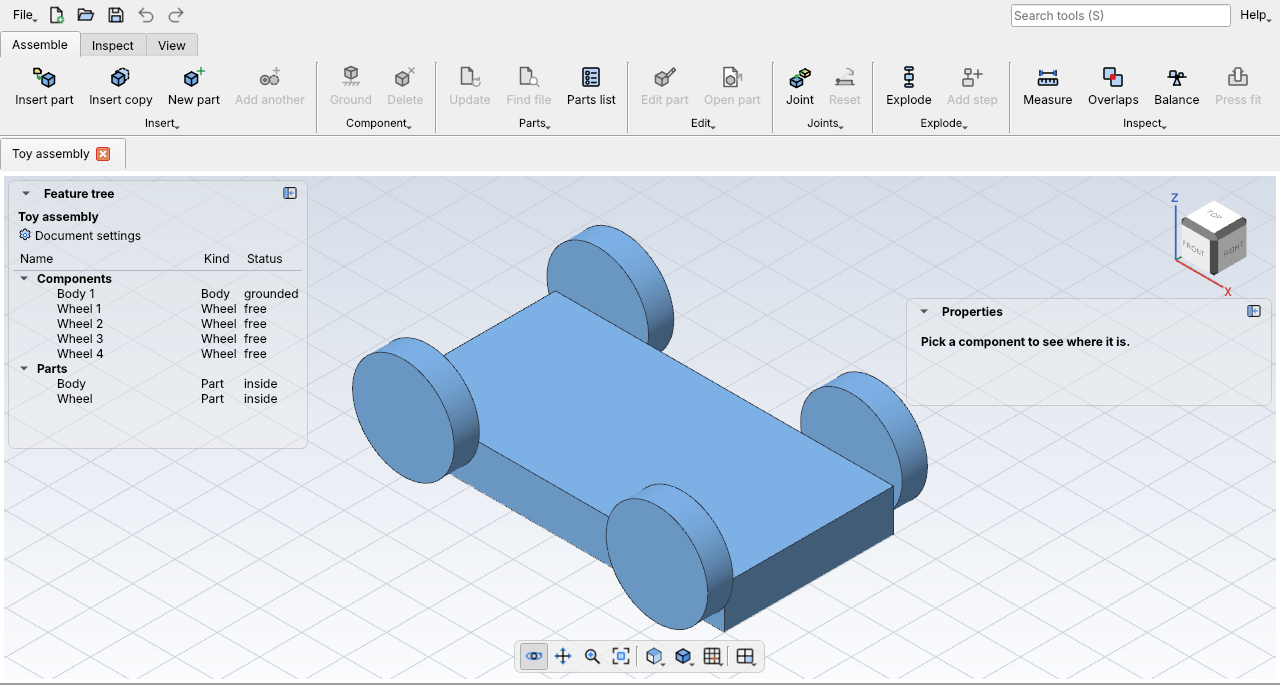 File
Search tools (S)
Help
Assemble
Inspect
View
Insert part
Insert copy
New part
Add another
Ground
Delete
Update
Find file
Parts list
Edit part
Open part
Joint
Reset
Explode
Add step
Measure
Overlaps
Balance
Press fit
Insert
Component
Parts
Edit
Joints
Explode
Inspect
Toy assembly
Feature tree
Toy assembly
Document settings
Name Kind Status
Components
Body 1 Body grounded
Wheel 1 Wheel free
Wheel 2 Wheel free
Wheel 3 Wheel free
Wheel 4 Wheel free
Parts
Body Part inside
Wheel Part inside
Z
TOP
FRONT
RIGHT
X
Properties
Pick a component to see where it is.